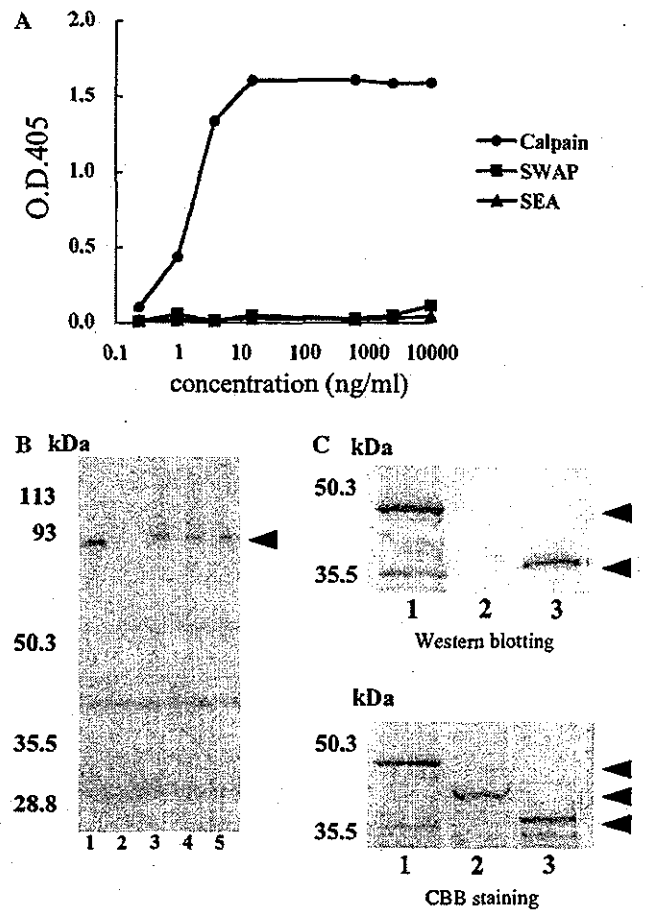 A
2.0
1.5
1.0
0.5
0.0
O.D.405
0.1 1 10 100 1000 10000
concentration (ng/ml)
Calpain
SWAP
SEA
B kDa
113
93
50.3
35.5
28.8
1 2 3 4 5
C kDa
50.3
35.5
1 2 3
Western blotting
kDa
50.3
35.5
1 2 3
CBB staining